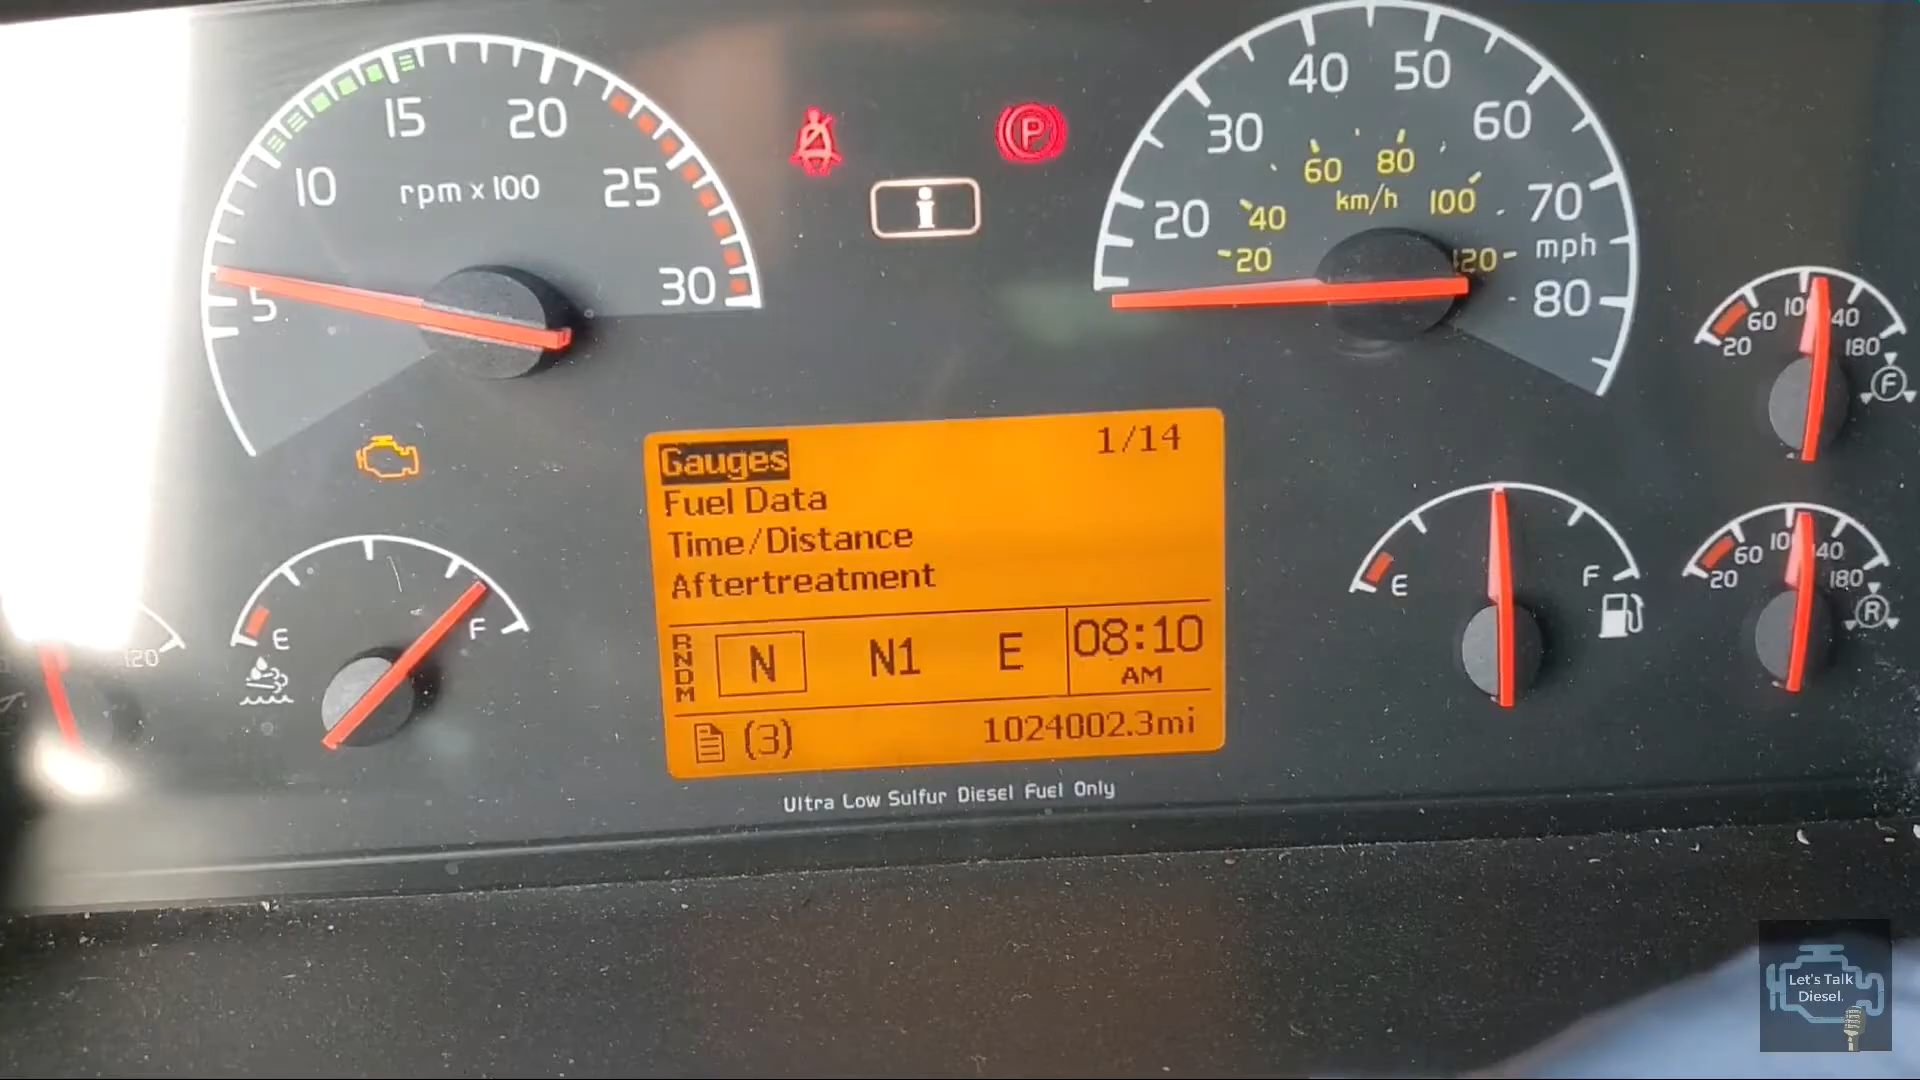 5
10
15
20
25
30
rpm x 100
P
i
20
30
40
50
60
70
80
mph
20
40
60
80
100
120
km/h
20
60
100
140
180
F
Gauges
1/14
Fuel Data
Time/Distance
Aftertreatment
RNDM
N
N1
E
08:10
AM
(3)
1024002.3mi
Ultra Low Sulfur Diesel Fuel Only
120
E
F
E
F
20
60
100
140
180
R
Let's Talk
Diesel.